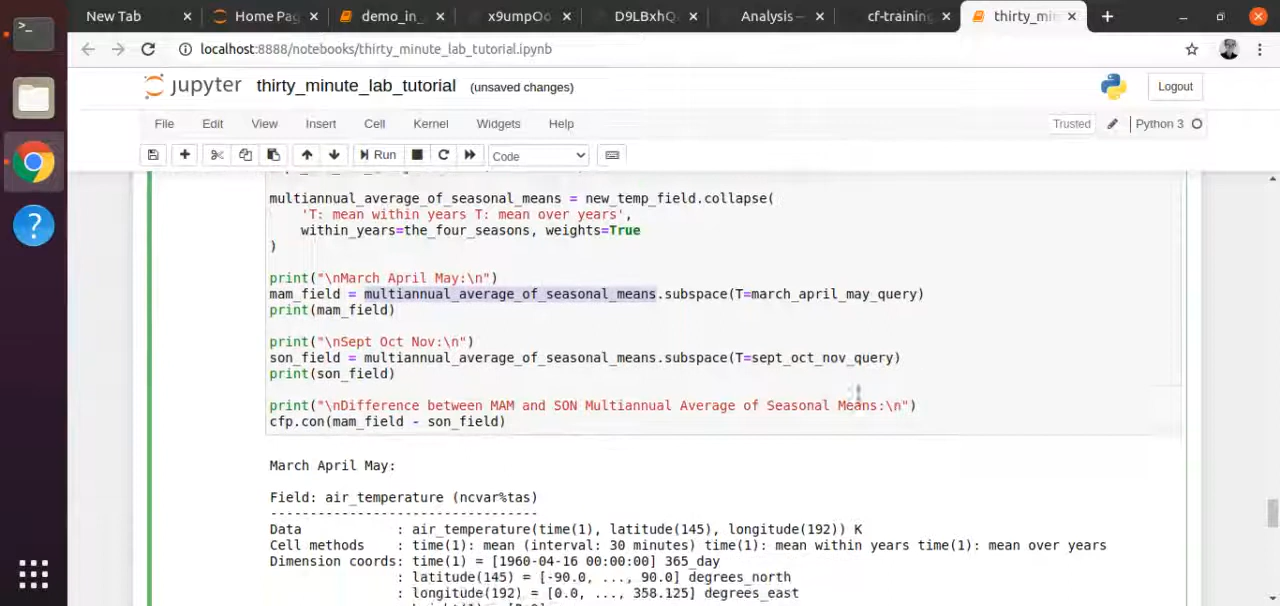 New Tab
Home Pag
demo_in_
x9umpOo
D9LBxhQ
Analysis –
cf-training
thirty_min
localhost:8888/notebooks/thirty_minute_lab_tutorial.ipynb
jupyter thirty_minute_lab_tutorial (unsaved changes)
Logout
File Edit View Insert Cell Kernel Widgets Help
Trusted
Python 3
Run
Code
multiannual_average_of_seasonal_means = new_temp_field.collapse(
'T: mean within years T: mean over years',
within_years=the_four_seasons, weights=True
)
print("\nMarch April May:\n")
mam_field = multiannual_average_of_seasonal_means.subspace(T=march_april_may_query)
print(mam_field)
print("\nSept Oct Nov:\n")
son_field = multiannual_average_of_seasonal_means.subspace(T=sept_oct_nov_query)
print(son_field)
print("\nDifference between MAM and SON Multiannual Average of Seasonal Means:\n")
cfp.con(mam_field - son_field)
March April May:
Field: air_temperature (ncvar%tas)
----------------------------------
Data : air_temperature(time(1), latitude(145), longitude(192)) K
Cell methods : time(1): mean (interval: 30 minutes) time(1): mean within years time(1): mean over years
Dimension coords: time(1) = [1960-04-16 00:00:00] 365_day
: latitude(145) = [-90.0, ..., 90.0] degrees_north
: longitude(192) = [0.0, ..., 358.125] degrees_east